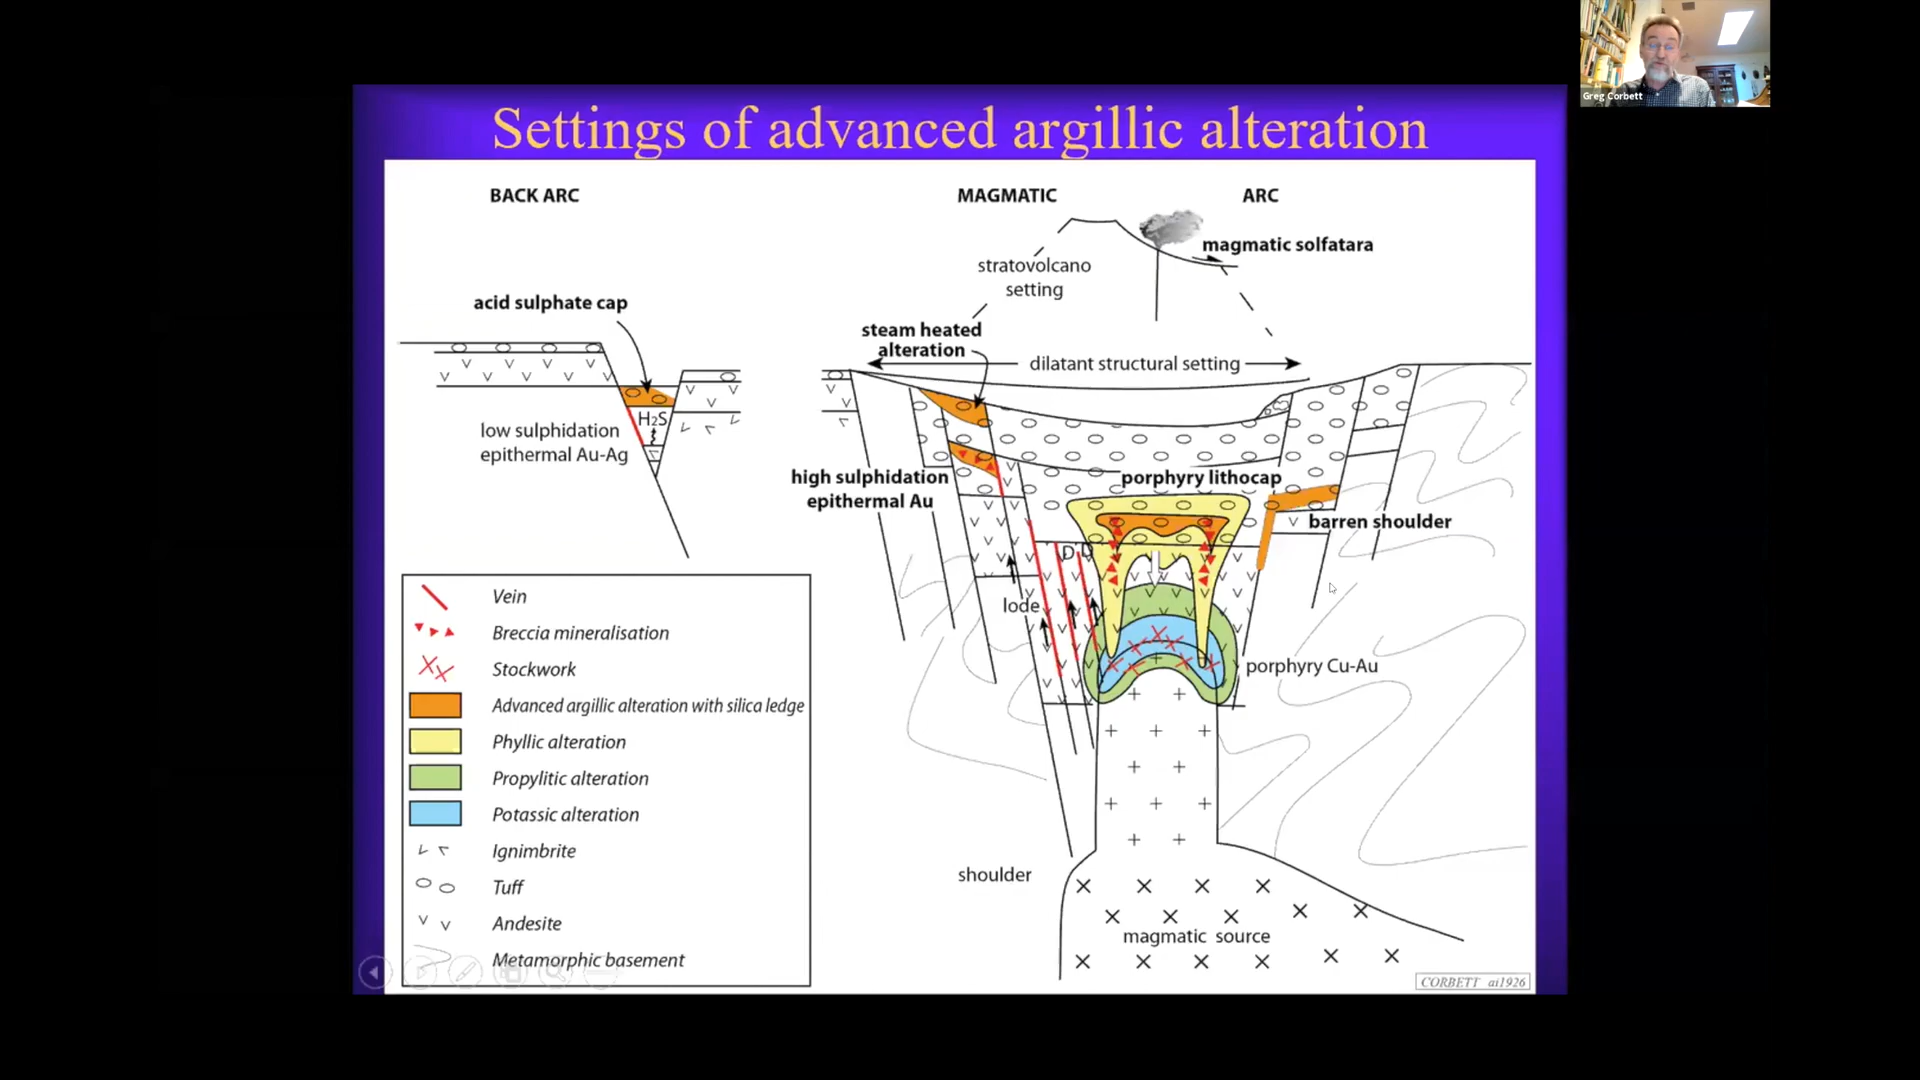 Greg Corbett
Settings of advanced argillic alteration
BACK ARC
MAGMATIC
ARC
magmatic solfatara
stratovolcano
setting
acid sulphate cap
steam heated
alteration
dilatant structural setting
H2S
low sulphidation
epithermal Au-Ag
high sulphidation
epithermal Au
porphyry lithocap
barren shoulder
D D
lode
porphyry Cu-Au
shoulder
magmatic source
Vein
Breccia mineralisation
Stockwork
Advanced argillic alteration with silica ledge
Phyllic alteration
Propylitic alteration
Potassic alteration
Ignimbrite
Tuff
Andesite
Metamorphic basement
CORBETT ai1926